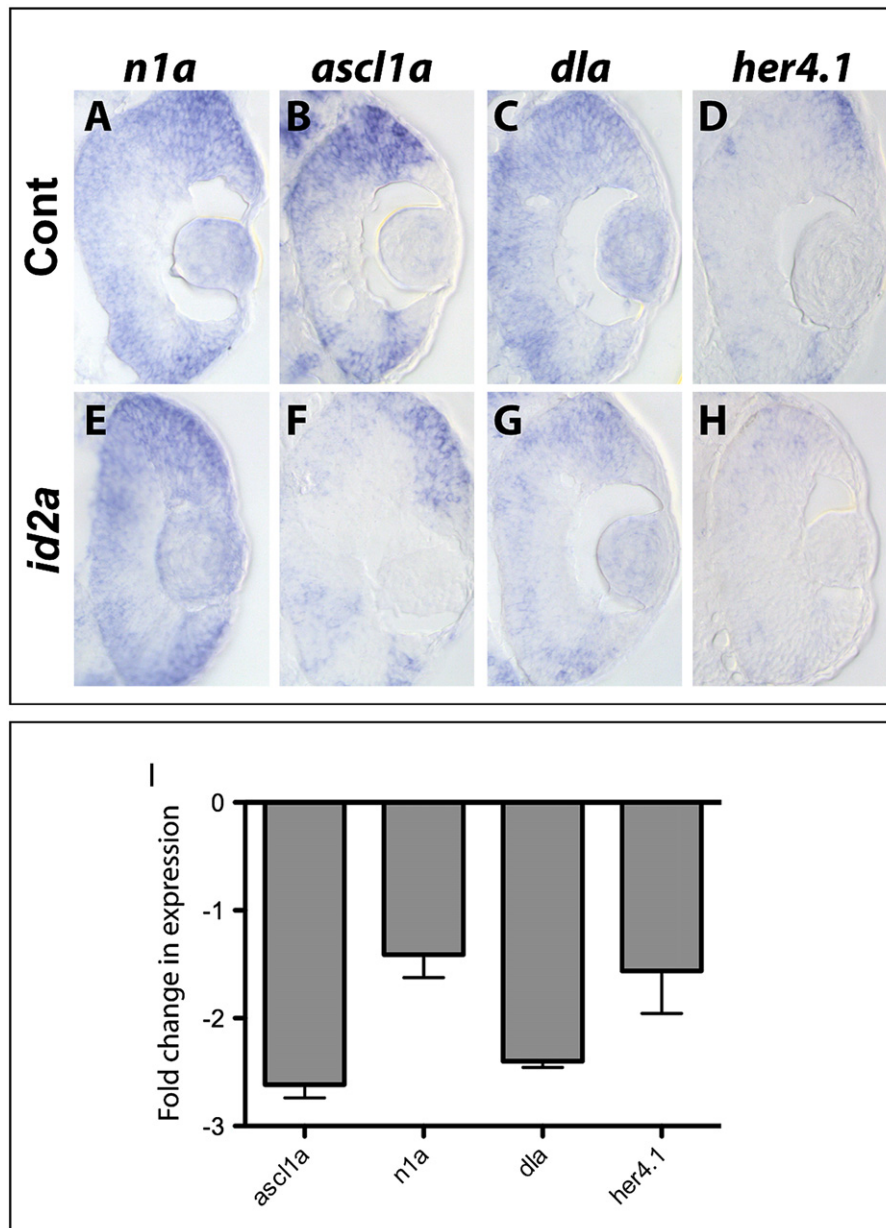 n1a ascl1a dla her4.1
Cont
A B C D
id2a
E F G H
I
Fold change in expression
0
-1
-2
-3
ascl1a n1a dla her4.1